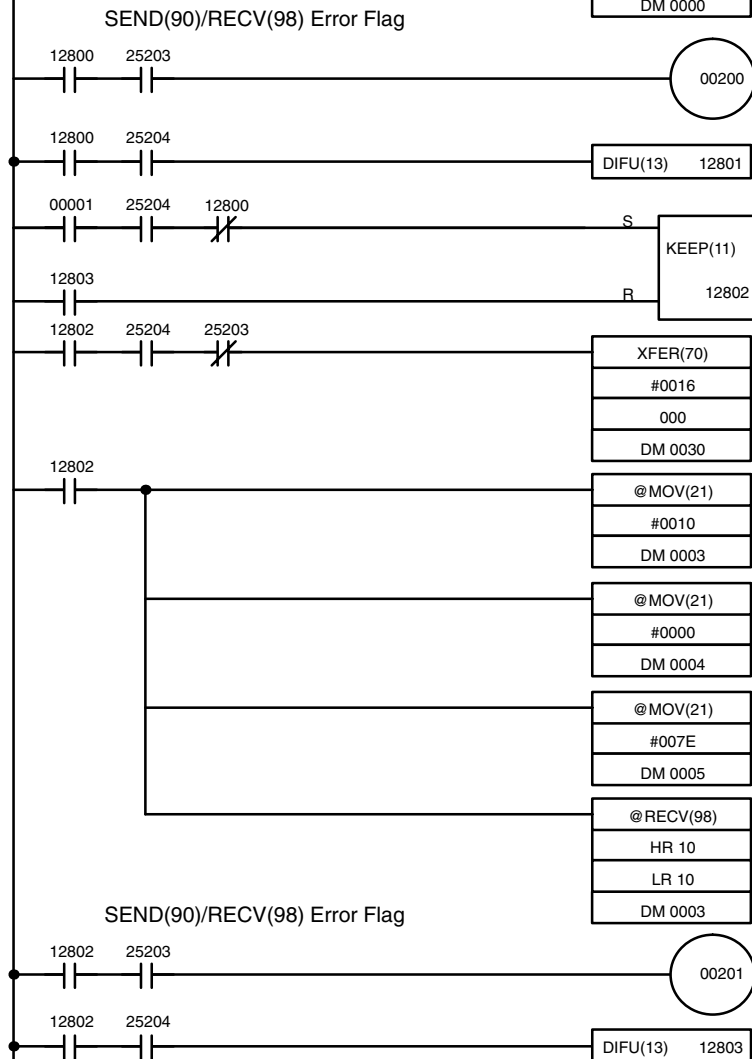 DM 0000
SEND(90)/RECV(98) Error Flag
12800 25203
00200
12800 25204
DIFU(13) 12801
00001 25204 12800
S
KEEP(11)
12803
R 12802
12802 25204 25203
XFER(70)
#0016
000
DM 0030
12802
@MOV(21)
#0010
DM 0003
@MOV(21)
#0000
DM 0004
@MOV(21)
#007E
DM 0005
@RECV(98)
HR 10
LR 10
DM 0003
SEND(90)/RECV(98) Error Flag
12802 25203
00201
12802 25204
DIFU(13) 12803